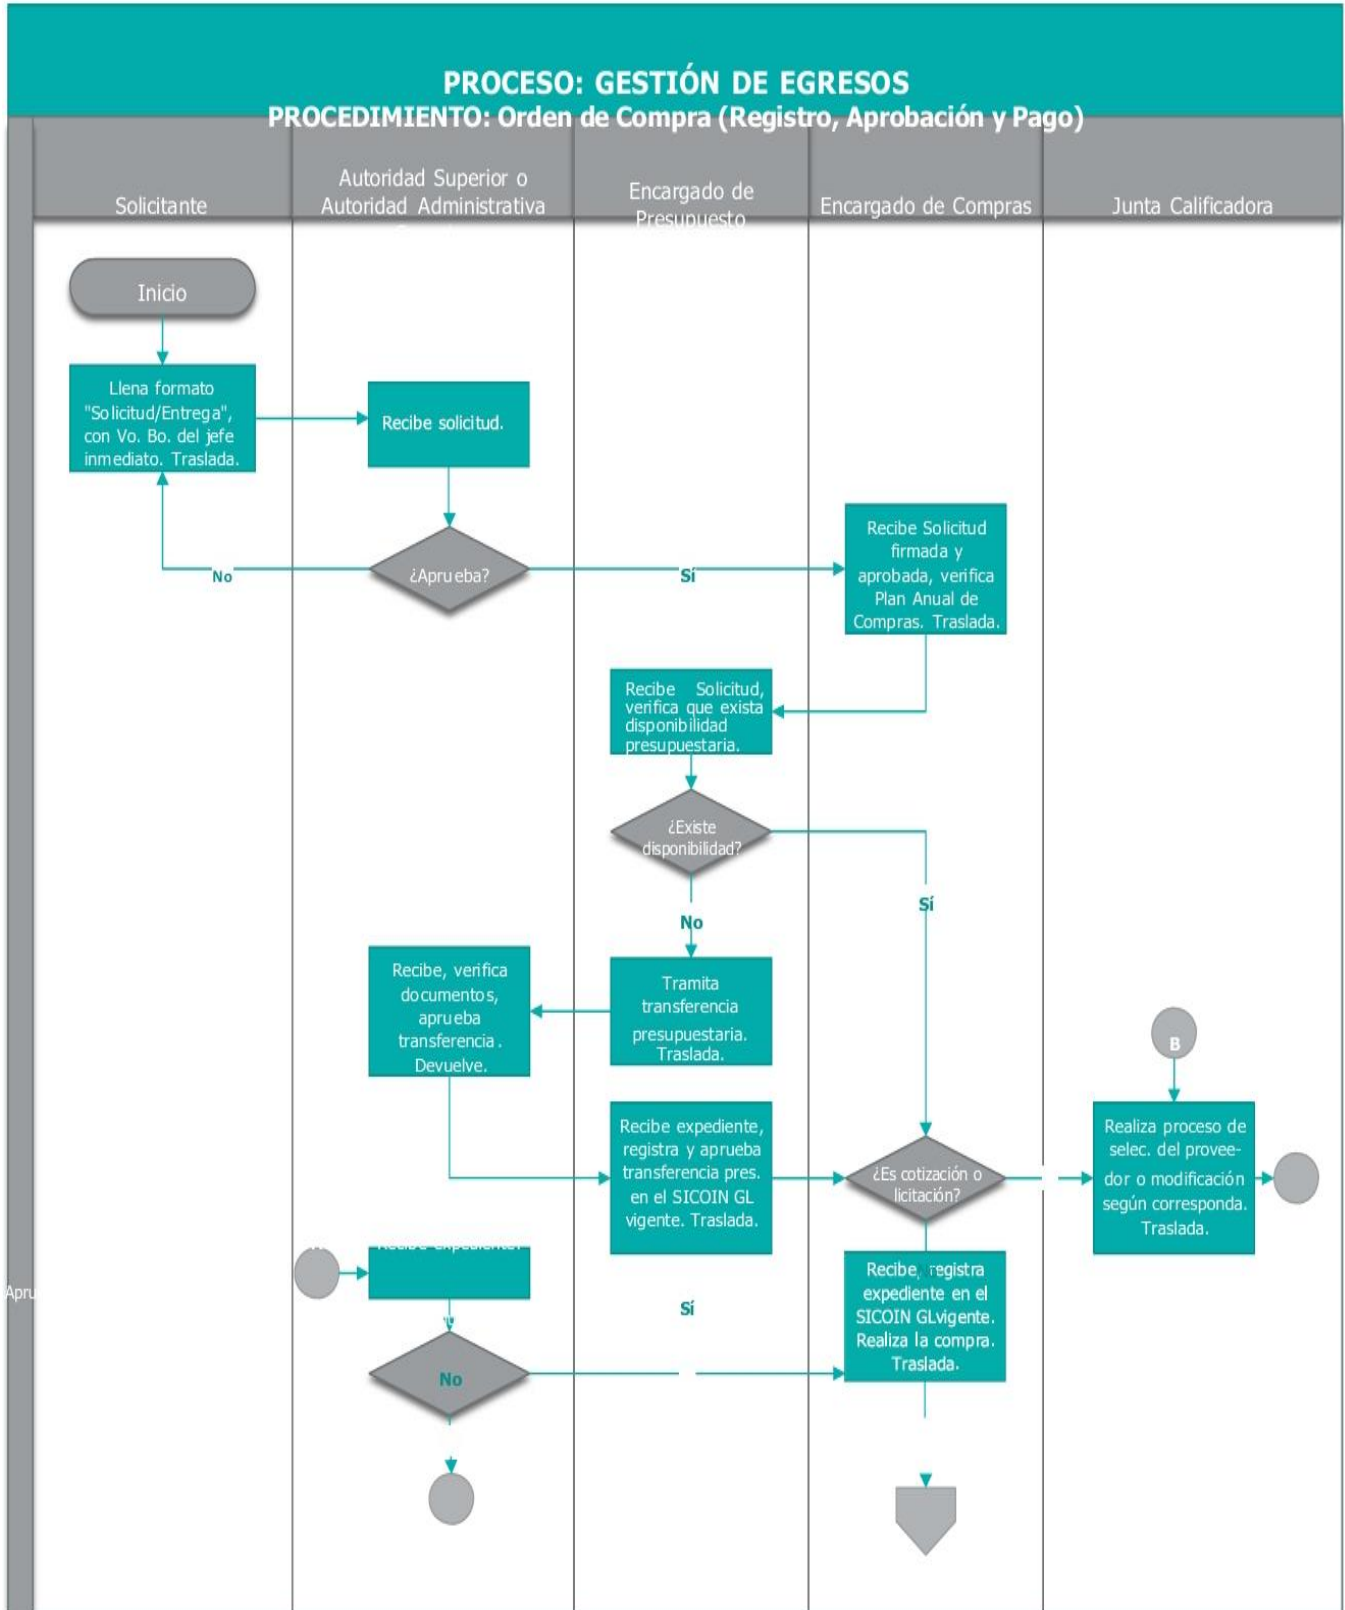 PROCESO: GESTIÓN DE EGRESOS
PROCEDIMIENTO: Orden de Compra (Registro, Aprobación y Pago)
Solicitante
Autoridad Superior o
Autoridad Administrativa
Encargado de
Presupuesto
Encargado de Compras
Junta Calificadora
Inicio
Llena formato
"Solicitud/Entrega",
con Vo. Bo. del jefe
inmediato. Traslada.
Recibe solicitud.
¿Aprueba?
No
Sí
Recibe Solicitud
firmada y
aprobada, verifica
Plan Anual de
Compras. Traslada.
Recibe Solicitud,
verifica que exista
disponibilidad
presupuestaria.
¿Existe
disponibilidad?
Sí
No
Recibe, verifica
documentos,
aprueba
transferencia.
Devuelve.
Tramita
transferencia
presupuestaria.
Traslada.
B
Recibe expediente,
registra y aprueba
transferencia pres.
en el SICOIN GL
vigente. Traslada.
¿Es cotización o
licitación?
Realiza proceso de
selec. del provee-
dor o modificación
según corresponda.
Traslada.
Recibe expediente.
Recibe, registra
expediente en el
SICOIN GLvigente.
Realiza la compra.
Traslada.
Apru
Sí
No